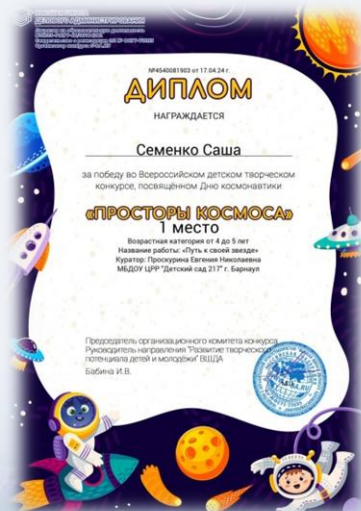 ДЕЛОВОГО АДМИНИСТРИРОВАНИЯ
№4540081903 от 17.04.24 г.
ДИПЛОМ
НАГРАЖДАЕТСЯ
Семенко Саша
за победу во Всероссийском детском творческом
конкурсе, посвящённом Дню космонавтики
«ПРОСТОРЫ КОСМОСА»
1 место
Возрастная категория от 4 до 5 лет
Название работы: «Путь к своей звезде»
Куратор: Проскурина Евгения Николаевна
МБДОУ ЦРР "Детский сад 217" г. Барнаул
Председатель организационного комитета конкурса
Руководитель направления "Развитие творческого
потенциала детей и молодёжи" ВШДА
Бабина И.В.